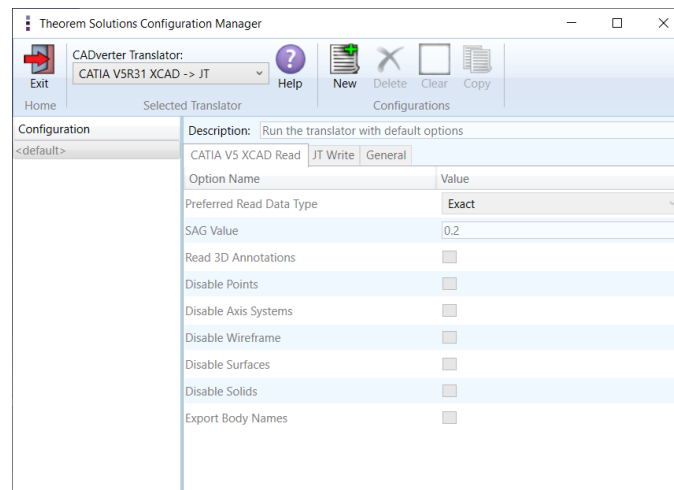 Theorem Solutions Configuration Manager
CADverter Translator:
CATIA V5R31 XCAD -> JT
Exit
Help
New
Delete
Clear
Copy
Home
Selected Translator
Configurations
Configuration
Description: Run the translator with default options
<default>
CATIA V5 XCAD Read
JT Write
General
Option Name
Value
Preferred Read Data Type
Exact
SAG Value
0.2
Read 3D Annotations
Disable Points
Disable Axis Systems
Disable Wireframe
Disable Surfaces
Disable Solids
Export Body Names